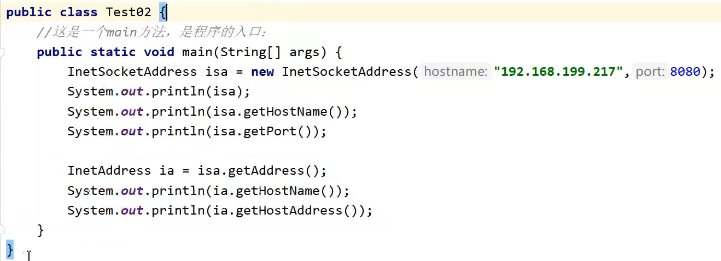 public class Test02 {
//这是一个main方法，是程序的入口：
public static void main(String[] args) {
InetSocketAddress isa = new InetSocketAddress( hostname: "192.168.199.217", port: 8080);
System.out.println(isa);
System.out.println(isa.getHostName());
System.out.println(isa.getPort());
InetAddress ia = isa.getAddress();
System.out.println(ia.getHostName());
System.out.println(ia.getHostAddress());
}
}